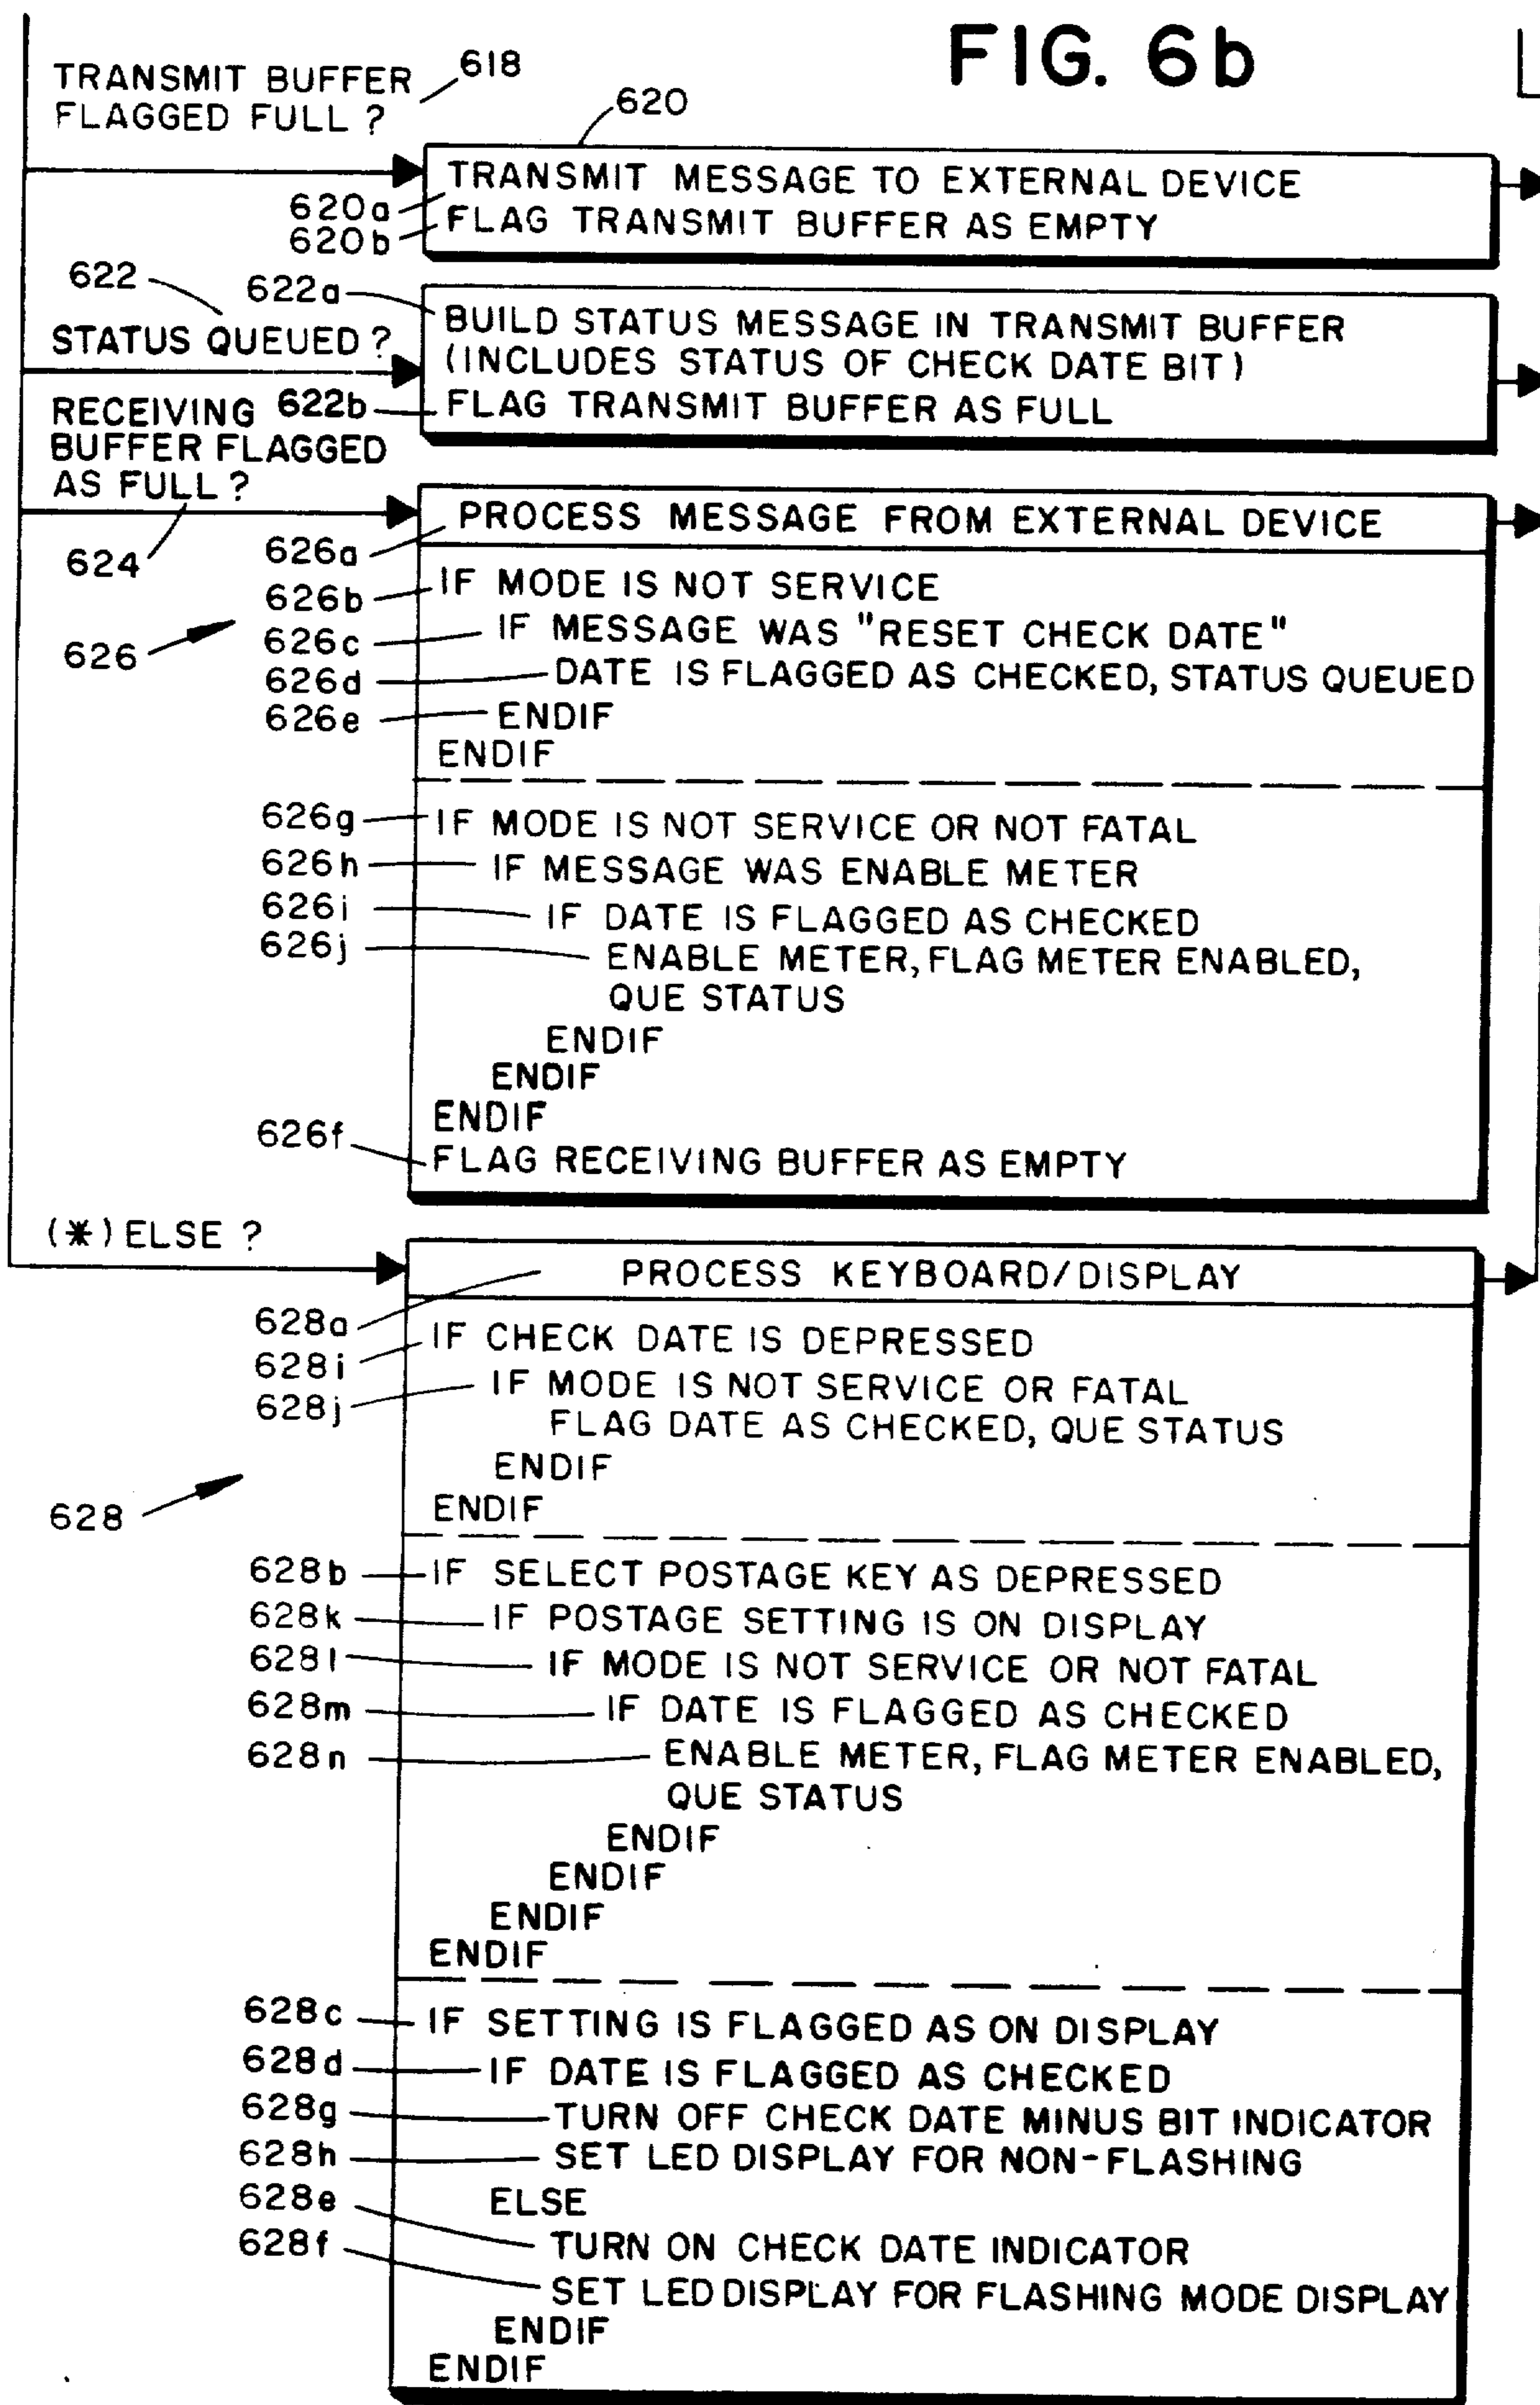 FIG. 6b
TRANSMIT BUFFER
FLAGGED FULL ?
618
620
TRANSMIT MESSAGE TO EXTERNAL DEVICE
620a
FLAG TRANSMIT BUFFER AS EMPTY
620b
622
622a
STATUS QUEUED ?
BUILD STATUS MESSAGE IN TRANSMIT BUFFER
(INCLUDES STATUS OF CHECK DATE BIT)
622b
FLAG TRANSMIT BUFFER AS FULL
RECEIVING
BUFFER FLAGGED
AS FULL ?
624
PROCESS MESSAGE FROM EXTERNAL DEVICE
626a
626b
IF MODE IS NOT SERVICE
626
626c
IF MESSAGE WAS "RESET CHECK DATE"
626d
DATE IS FLAGGED AS CHECKED, STATUS QUEUED
626e
ENDIF
ENDIF
626g
IF MODE IS NOT SERVICE OR NOT FATAL
626h
IF MESSAGE WAS ENABLE METER
626i
IF DATE IS FLAGGED AS CHECKED
626j
ENABLE METER, FLAG METER ENABLED,
QUE STATUS
ENDIF
ENDIF
ENDIF
626f
FLAG RECEIVING BUFFER AS EMPTY
(*) ELSE ?
PROCESS KEYBOARD/DISPLAY
628a
628i
IF CHECK DATE IS DEPRESSED
628j
IF MODE IS NOT SERVICE OR FATAL
FLAG DATE AS CHECKED, QUE STATUS
ENDIF
ENDIF
628
628b
IF SELECT POSTAGE KEY AS DEPRESSED
628k
IF POSTAGE SETTING IS ON DISPLAY
628l
IF MODE IS NOT SERVICE OR NOT FATAL
628m
IF DATE IS FLAGGED AS CHECKED
628n
ENABLE METER, FLAG METER ENABLED,
QUE STATUS
ENDIF
ENDIF
ENDIF
ENDIF
628c
IF SETTING IS FLAGGED AS ON DISPLAY
628d
IF DATE IS FLAGGED AS CHECKED
628g
TURN OFF CHECK DATE MINUS BIT INDICATOR
628h
SET LED DISPLAY FOR NON-FLASHING
ELSE
628e
TURN ON CHECK DATE INDICATOR
628f
SET LED DISPLAY FOR FLASHING MODE DISPLAY
ENDIF
ENDIF